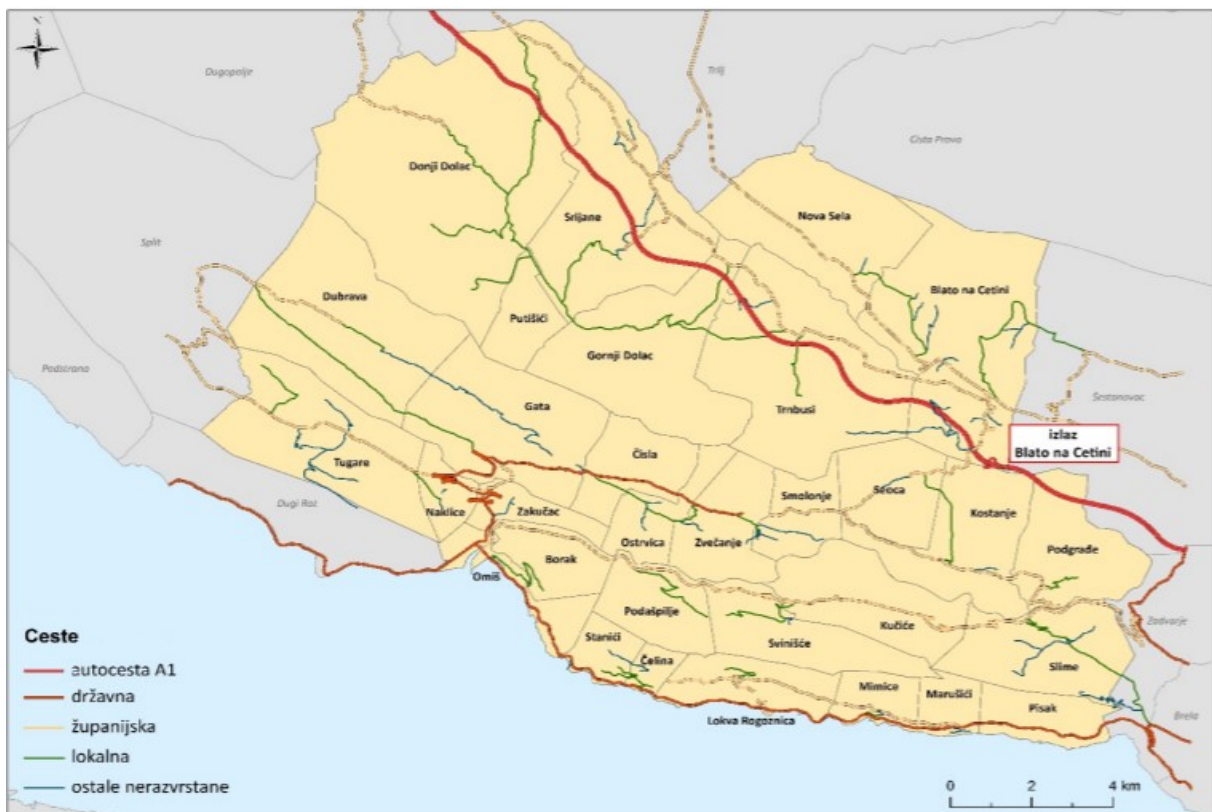 N
Dugopolje
Trilj
Cista Provo
Donji Dolac
Srijane
Nova Sela
Split
Dubrava
Blato na Cetini
Putišići
Gornji Dolac
Podstrana
Šestanovac
Gata
Trnbusi
izlaz
Blato na Cetini
Čisla
Tugare
Smolonje
Seoca
Dugi Rat
Naklice
Zakučac
Kostanje
Ostrvica
Zvečanje
Podgrađe
Borak
Omiš
Podašpilje
Kučiće
Zadvarje
Ceste
Stanići
Svinišće
Čelina
Slime
autocesta A1
Mimice
Marušići
državna
Pisak
Lokva Rogoznica
Brela
županijska
lokalna
ostale nerazvrstane
0 2 4 km